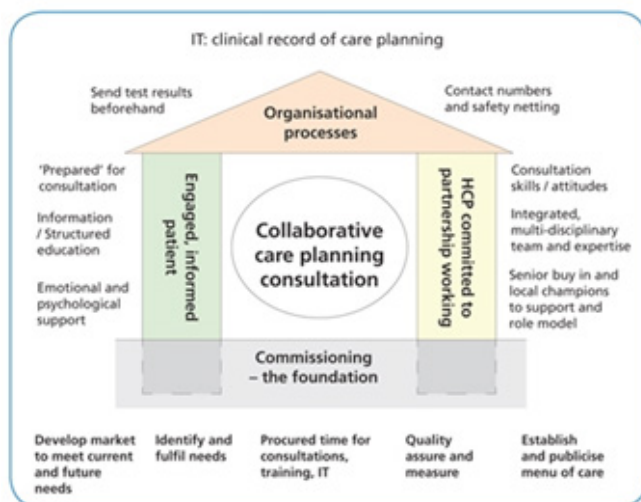 IT: clinical record of care planning
Send test results
beforehand
Contact numbers
and safety netting
Organisational
processes
'Prepared' for
consultation
Information
/ Structured
education
Emotional and
psychological
support
Engaged, informed
patient
Collaborative
care planning
consultation
HCP committed to
partnership working
Consultation
skills / attitudes
Integrated,
multi-disciplinary
team and expertise
Senior buy in and
local champions
to support and
role model
Commissioning
– the foundation
Develop market
to meet current
and future
needs
Identify and
fulfil needs
Procured time for
consultations,
training, IT
Quality
assure and
measure
Establish
and publicise
menu of care